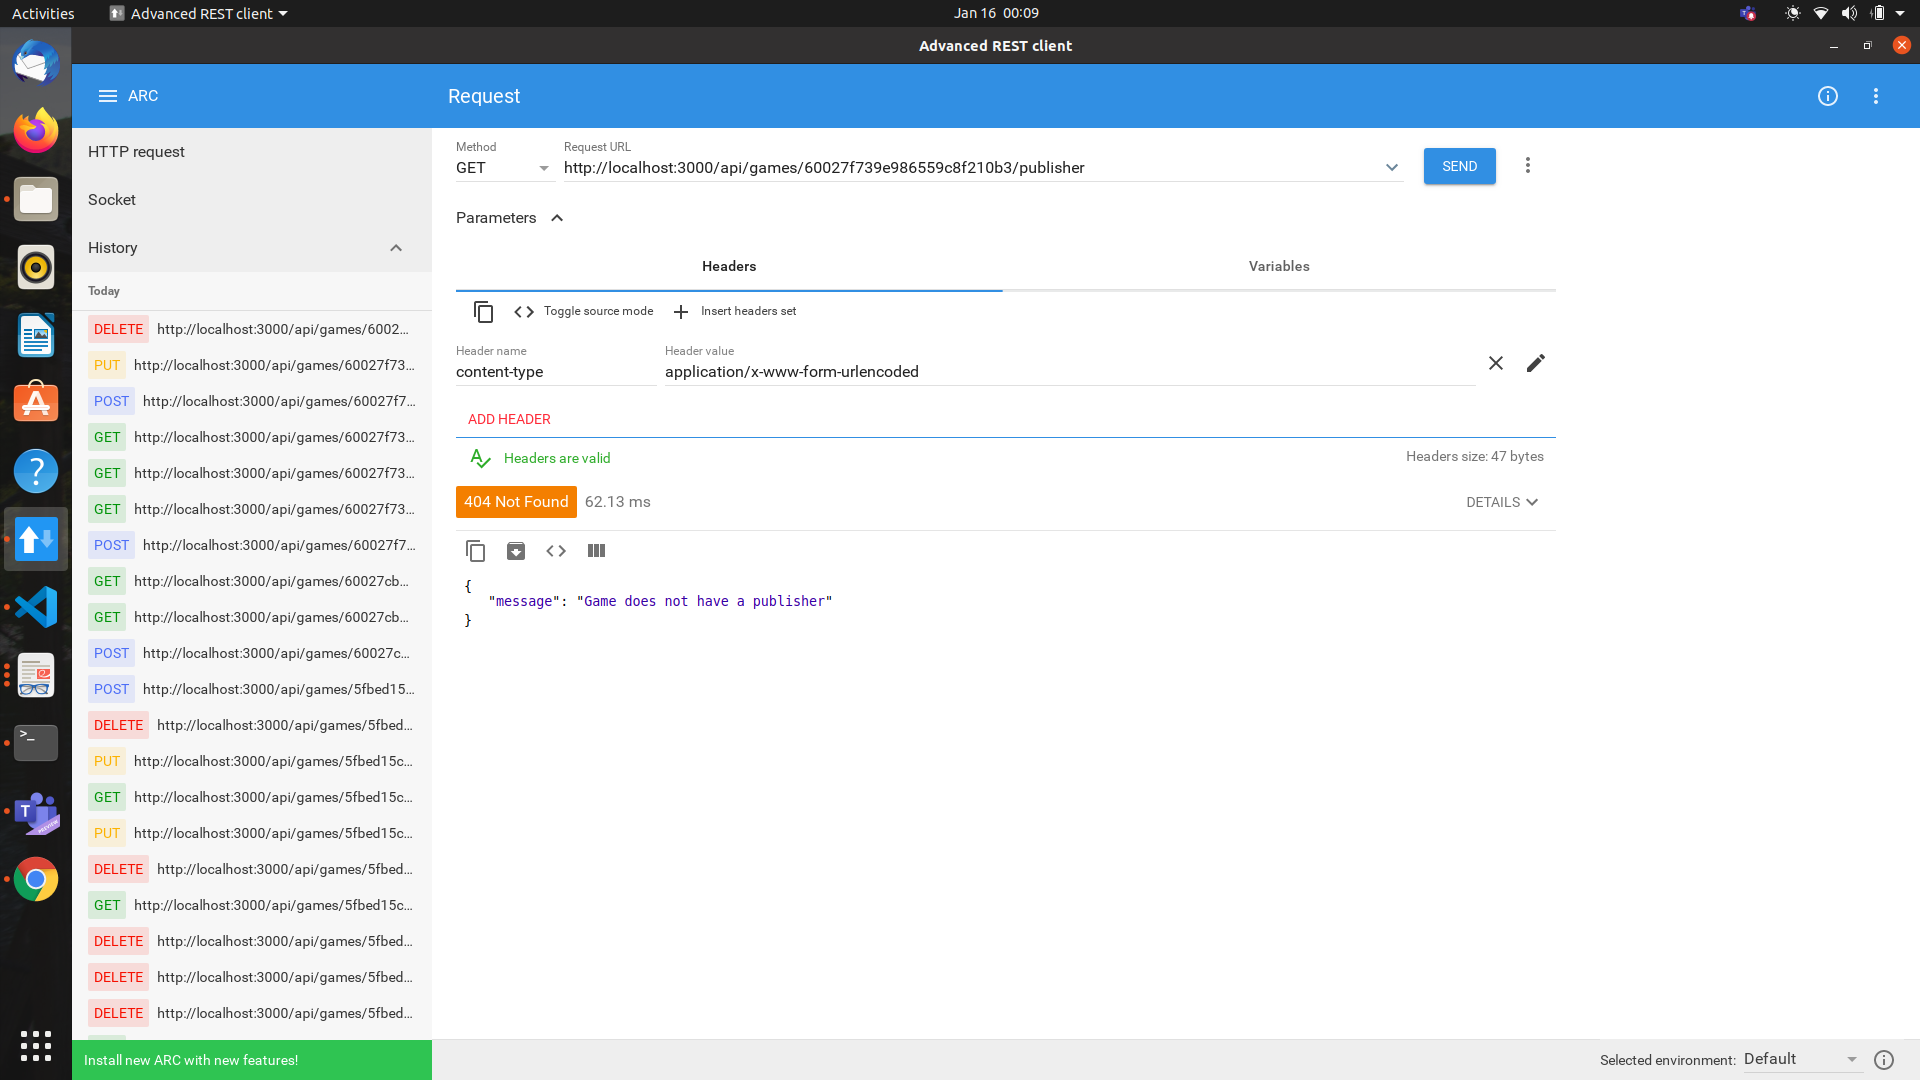 Activities
Advanced REST client
Jan 16 00:09
Advanced REST client
ARC
Request
HTTP request
Socket
History
Today
DELETE http://localhost:3000/api/games/6002...
PUT http://localhost:3000/api/games/60027f73...
POST http://localhost:3000/api/games/60027f7...
GET http://localhost:3000/api/games/60027f73...
GET http://localhost:3000/api/games/60027f73...
GET http://localhost:3000/api/games/60027f73...
POST http://localhost:3000/api/games/60027f7...
GET http://localhost:3000/api/games/60027cb...
GET http://localhost:3000/api/games/60027cb...
POST http://localhost:3000/api/games/60027c...
POST http://localhost:3000/api/games/5fbed15...
DELETE http://localhost:3000/api/games/5fbed...
PUT http://localhost:3000/api/games/5fbed15c...
GET http://localhost:3000/api/games/5fbed15c...
PUT http://localhost:3000/api/games/5fbed15c...
DELETE http://localhost:3000/api/games/5fbed...
GET http://localhost:3000/api/games/5fbed15c...
DELETE http://localhost:3000/api/games/5fbed...
DELETE http://localhost:3000/api/games/5fbed...
DELETE http://localhost:3000/api/games/5fbed...
Install new ARC with new features!
Method
GET
Request URL
http://localhost:3000/api/games/60027f739e986559c8f210b3/publisher
SEND
Parameters
Headers
Variables
Toggle source mode
Insert headers set
Header name
content-type
Header value
application/x-www-form-urlencoded
ADD HEADER
Headers are valid
Headers size: 47 bytes
404 Not Found
62.13 ms
DETAILS
{
"message": "Game does not have a publisher"
}
Selected environment:
Default